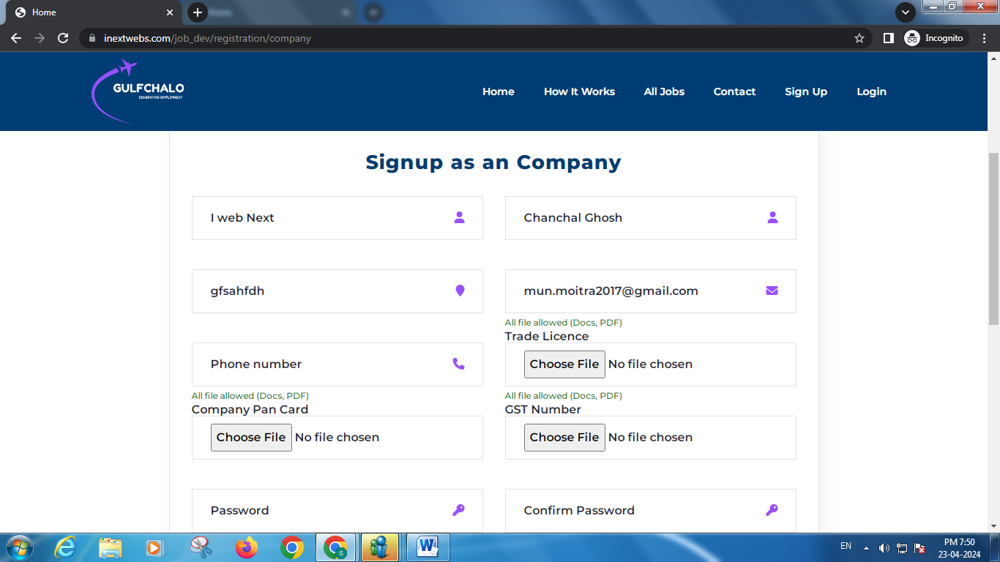 Home
Home
inextwebs.com/job_dev/registration/company
Incognito
GULFCHALO
GENERATING EMPLOYMENT
Home How It Works All Jobs Contact Sign Up Login
Signup as an Company
I web Next
Chanchal Ghosh
gfsahfdh
mun.moitra2017@gmail.com
All file allowed (Docs, PDF)
Trade Licence
Phone number
Choose File No file chosen
All file allowed (Docs, PDF)
Company Pan Card
Choose File No file chosen
All file allowed (Docs, PDF)
GST Number
Choose File No file chosen
Password
Confirm Password
S
W
EN
PM 7:50
23-04-2024